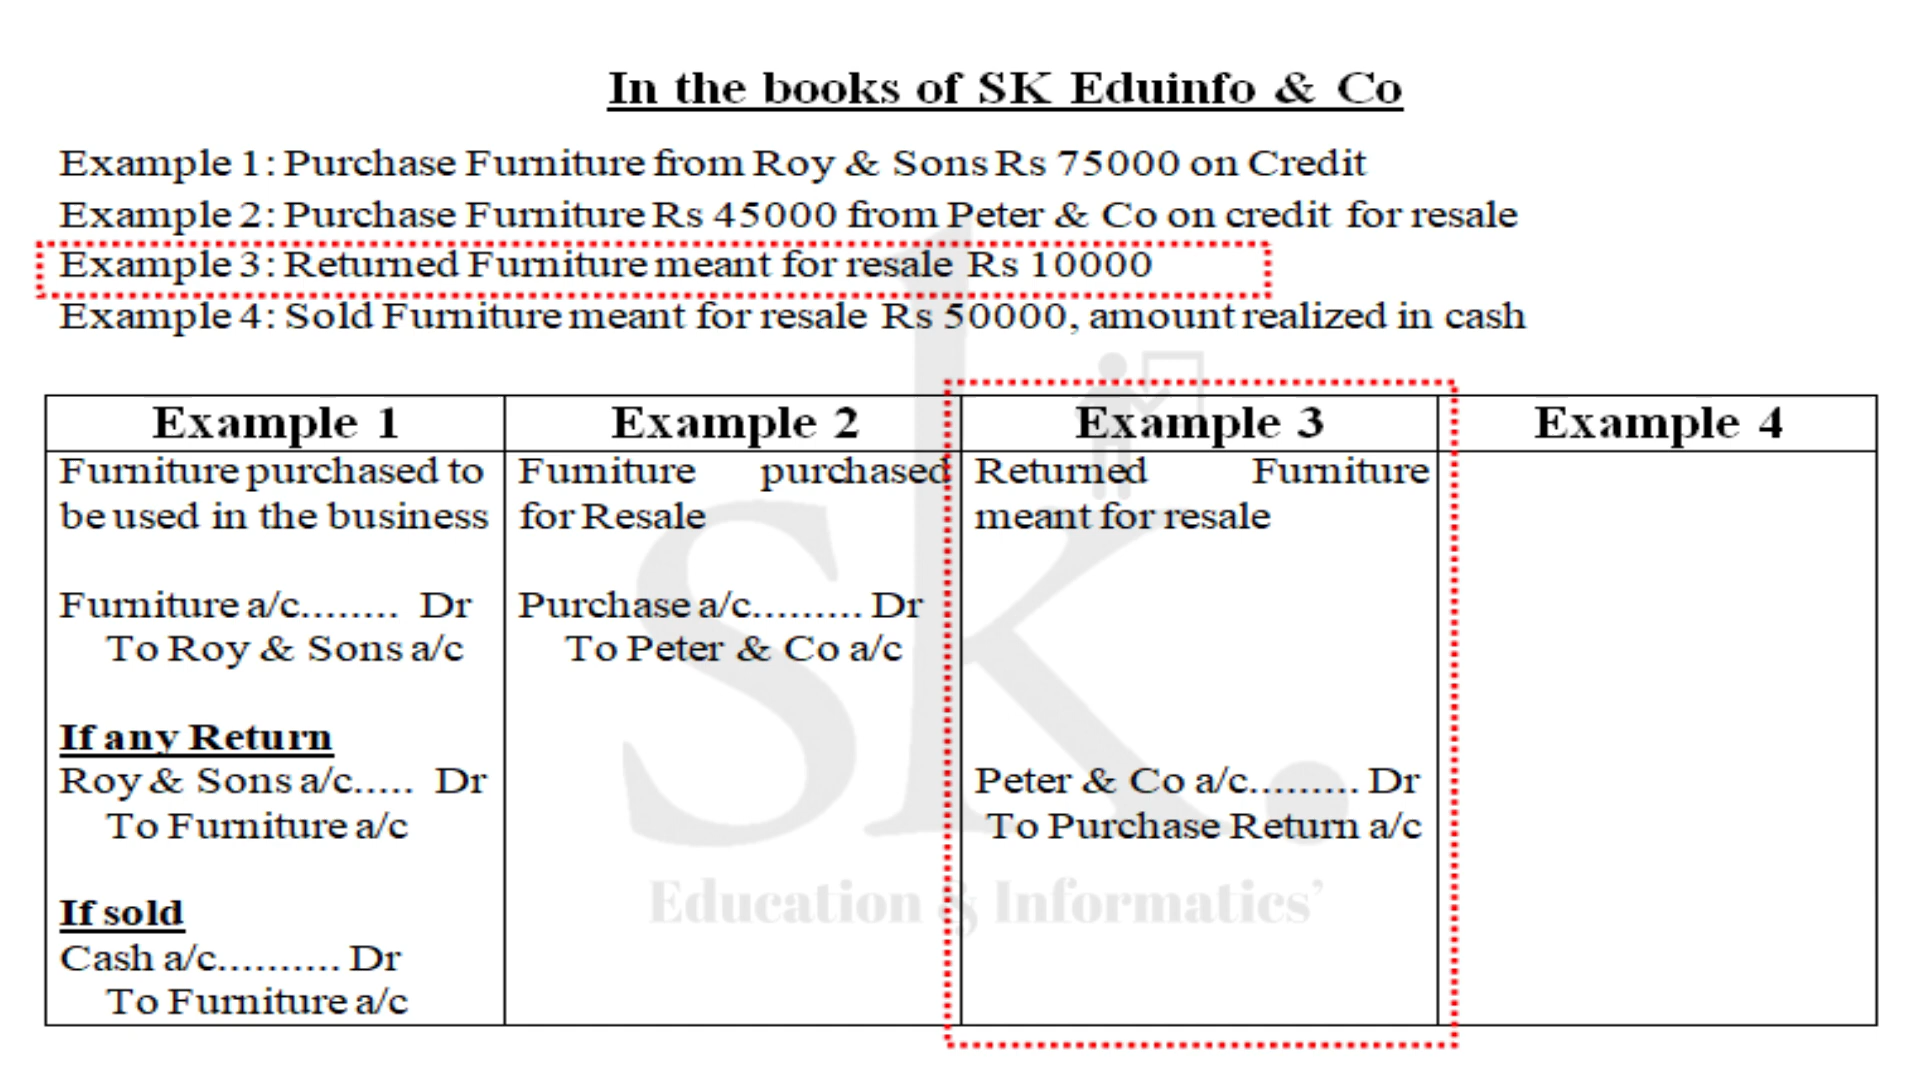 In the books of SK Eduinfo & Co
Example 1: Purchase Furniture from Roy & Sons Rs 75000 on Credit
Example 2: Purchase Furniture Rs 45000 from Peter & Co on credit for resale
Example 3: Returned Furniture meant for resale Rs 10000
Example 4: Sold Furniture meant for resale Rs 50000, amount realized in cash
Example 1
Furniture purchased to
be used in the business
Furniture a/c........ Dr
To Roy & Sons a/c
If any Return
Roy & Sons a/c..... Dr
To Furniture a/c
If sold
Cash a/c.......... Dr
To Furniture a/c
Example 2
Furniture purchased
for Resale
Purchase a/c......... Dr
To Peter & Co a/c
Example 3
Returned Furniture
meant for resale
Peter & Co a/c......... Dr
To Purchase Return a/c
Example 4
sk.
Education & Informatics’